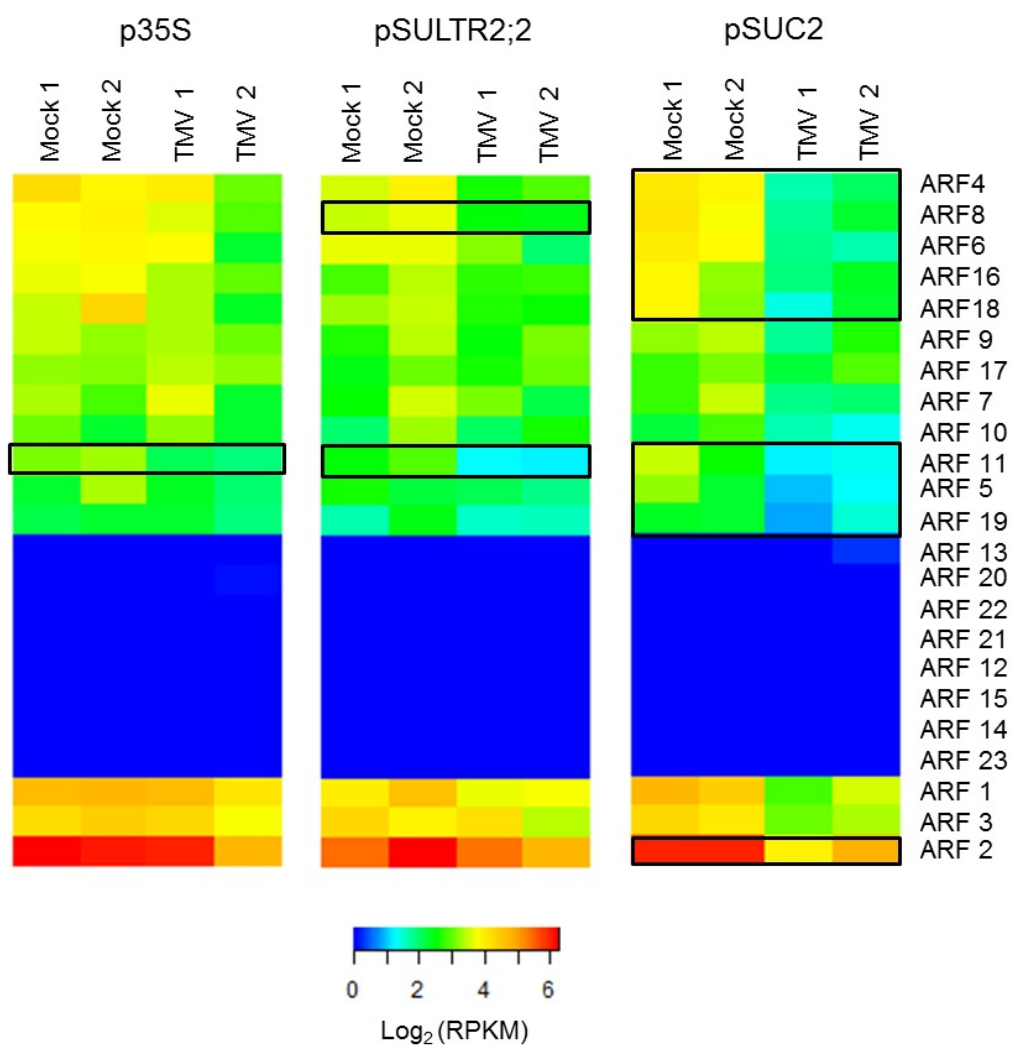 p35S pSULTR2;2 pSUC2
Mock 1 Mock 2 TMV 1 TMV 2 Mock 1 Mock 2 TMV 1 TMV 2 Mock 1 Mock 2 TMV 1 TMV 2
ARF4
ARF8
ARF6
ARF16
ARF18
ARF 9
ARF 17
ARF 7
ARF 10
ARF 11
ARF 5
ARF 19
ARF 13
ARF 20
ARF 22
ARF 21
ARF 12
ARF 15
ARF 14
ARF 23
ARF 1
ARF 3
ARF 2
0 2 4 6
Log₂ (RPKM)